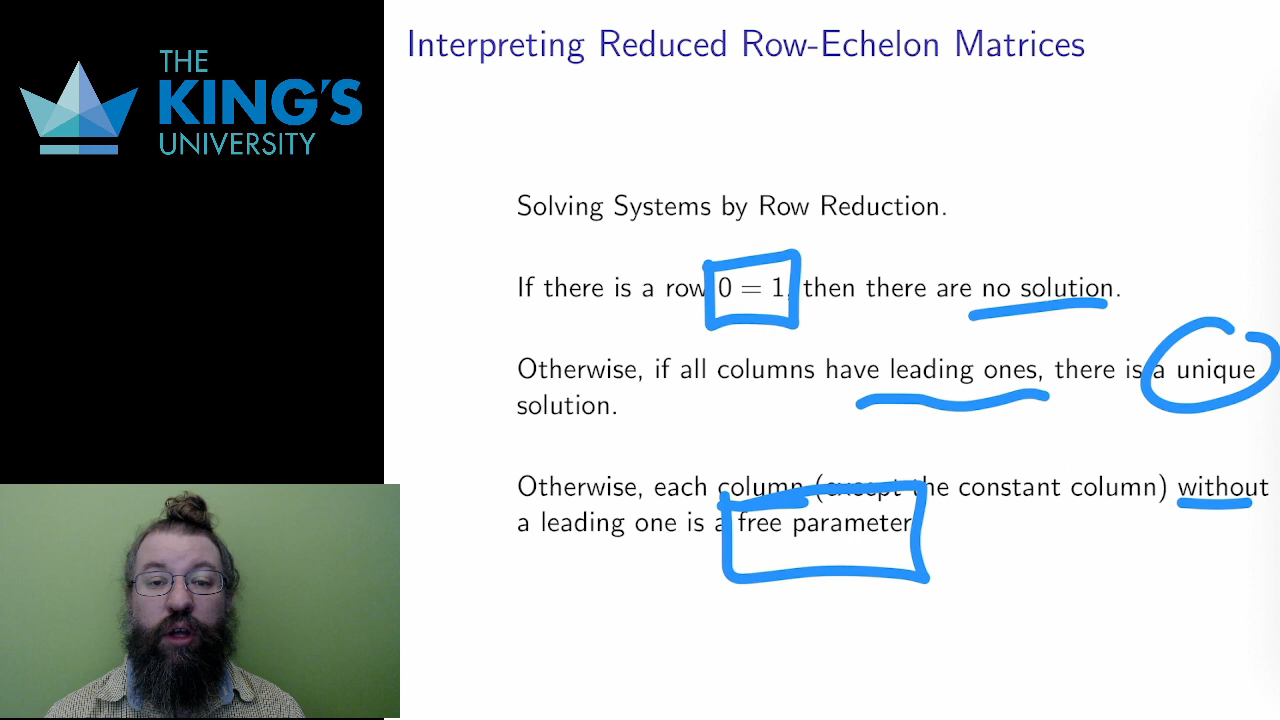 THE
KING'S
UNIVERSITY
Interpreting Reduced Row-Echelon Matrices
Solving Systems by Row Reduction.
If there is a row 0 = 1, then there are no solution.
Otherwise, if all columns have leading ones, there is a unique
solution.
Otherwise, each column (except the constant column) without
a leading one is a free parameter